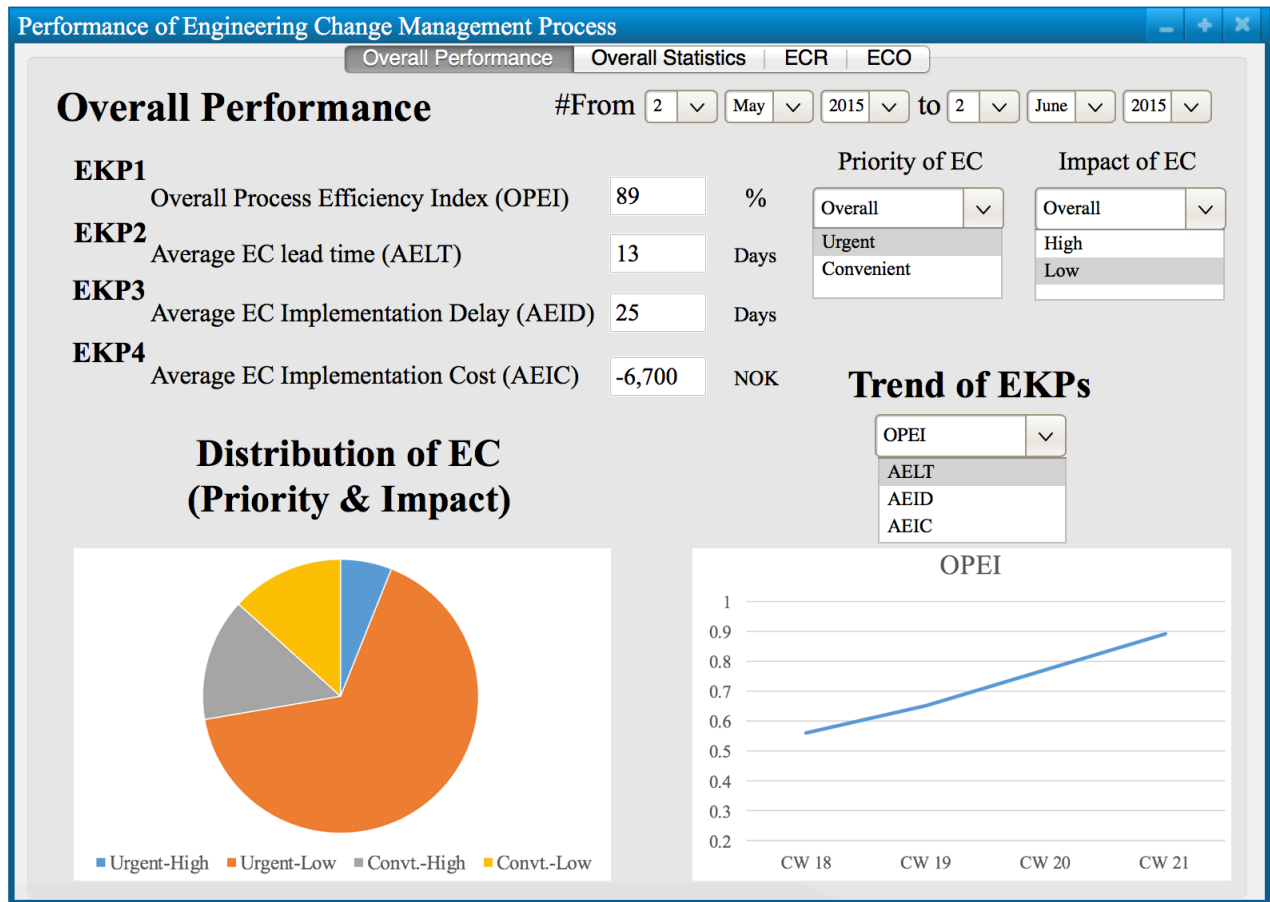 Performance of Engineering Change Management Process
Overall Performance Overall Statistics ECR ECO
Overall Performance #From 2 May 2015 to 2 June 2015
EKP1
Overall Process Efficiency Index (OPEI) 89 %
EKP2
Average EC lead time (AELT) 13 Days
EKP3
Average EC Implementation Delay (AEID) 25 Days
EKP4
Average EC Implementation Cost (AEIC) -6,700 NOK
Priority of EC
Overall
Urgent
Convenient
Impact of EC
Overall
High
Low
Distribution of EC
(Priority & Impact)
Urgent-High Urgent-Low Convt.-High Convt.-Low
Trend of EKPs
OPEI
AELT
AEID
AEIC
OPEI
1
0.9
0.8
0.7
0.6
0.5
0.4
0.3
0.2
CW 18 CW 19 CW 20 CW 21